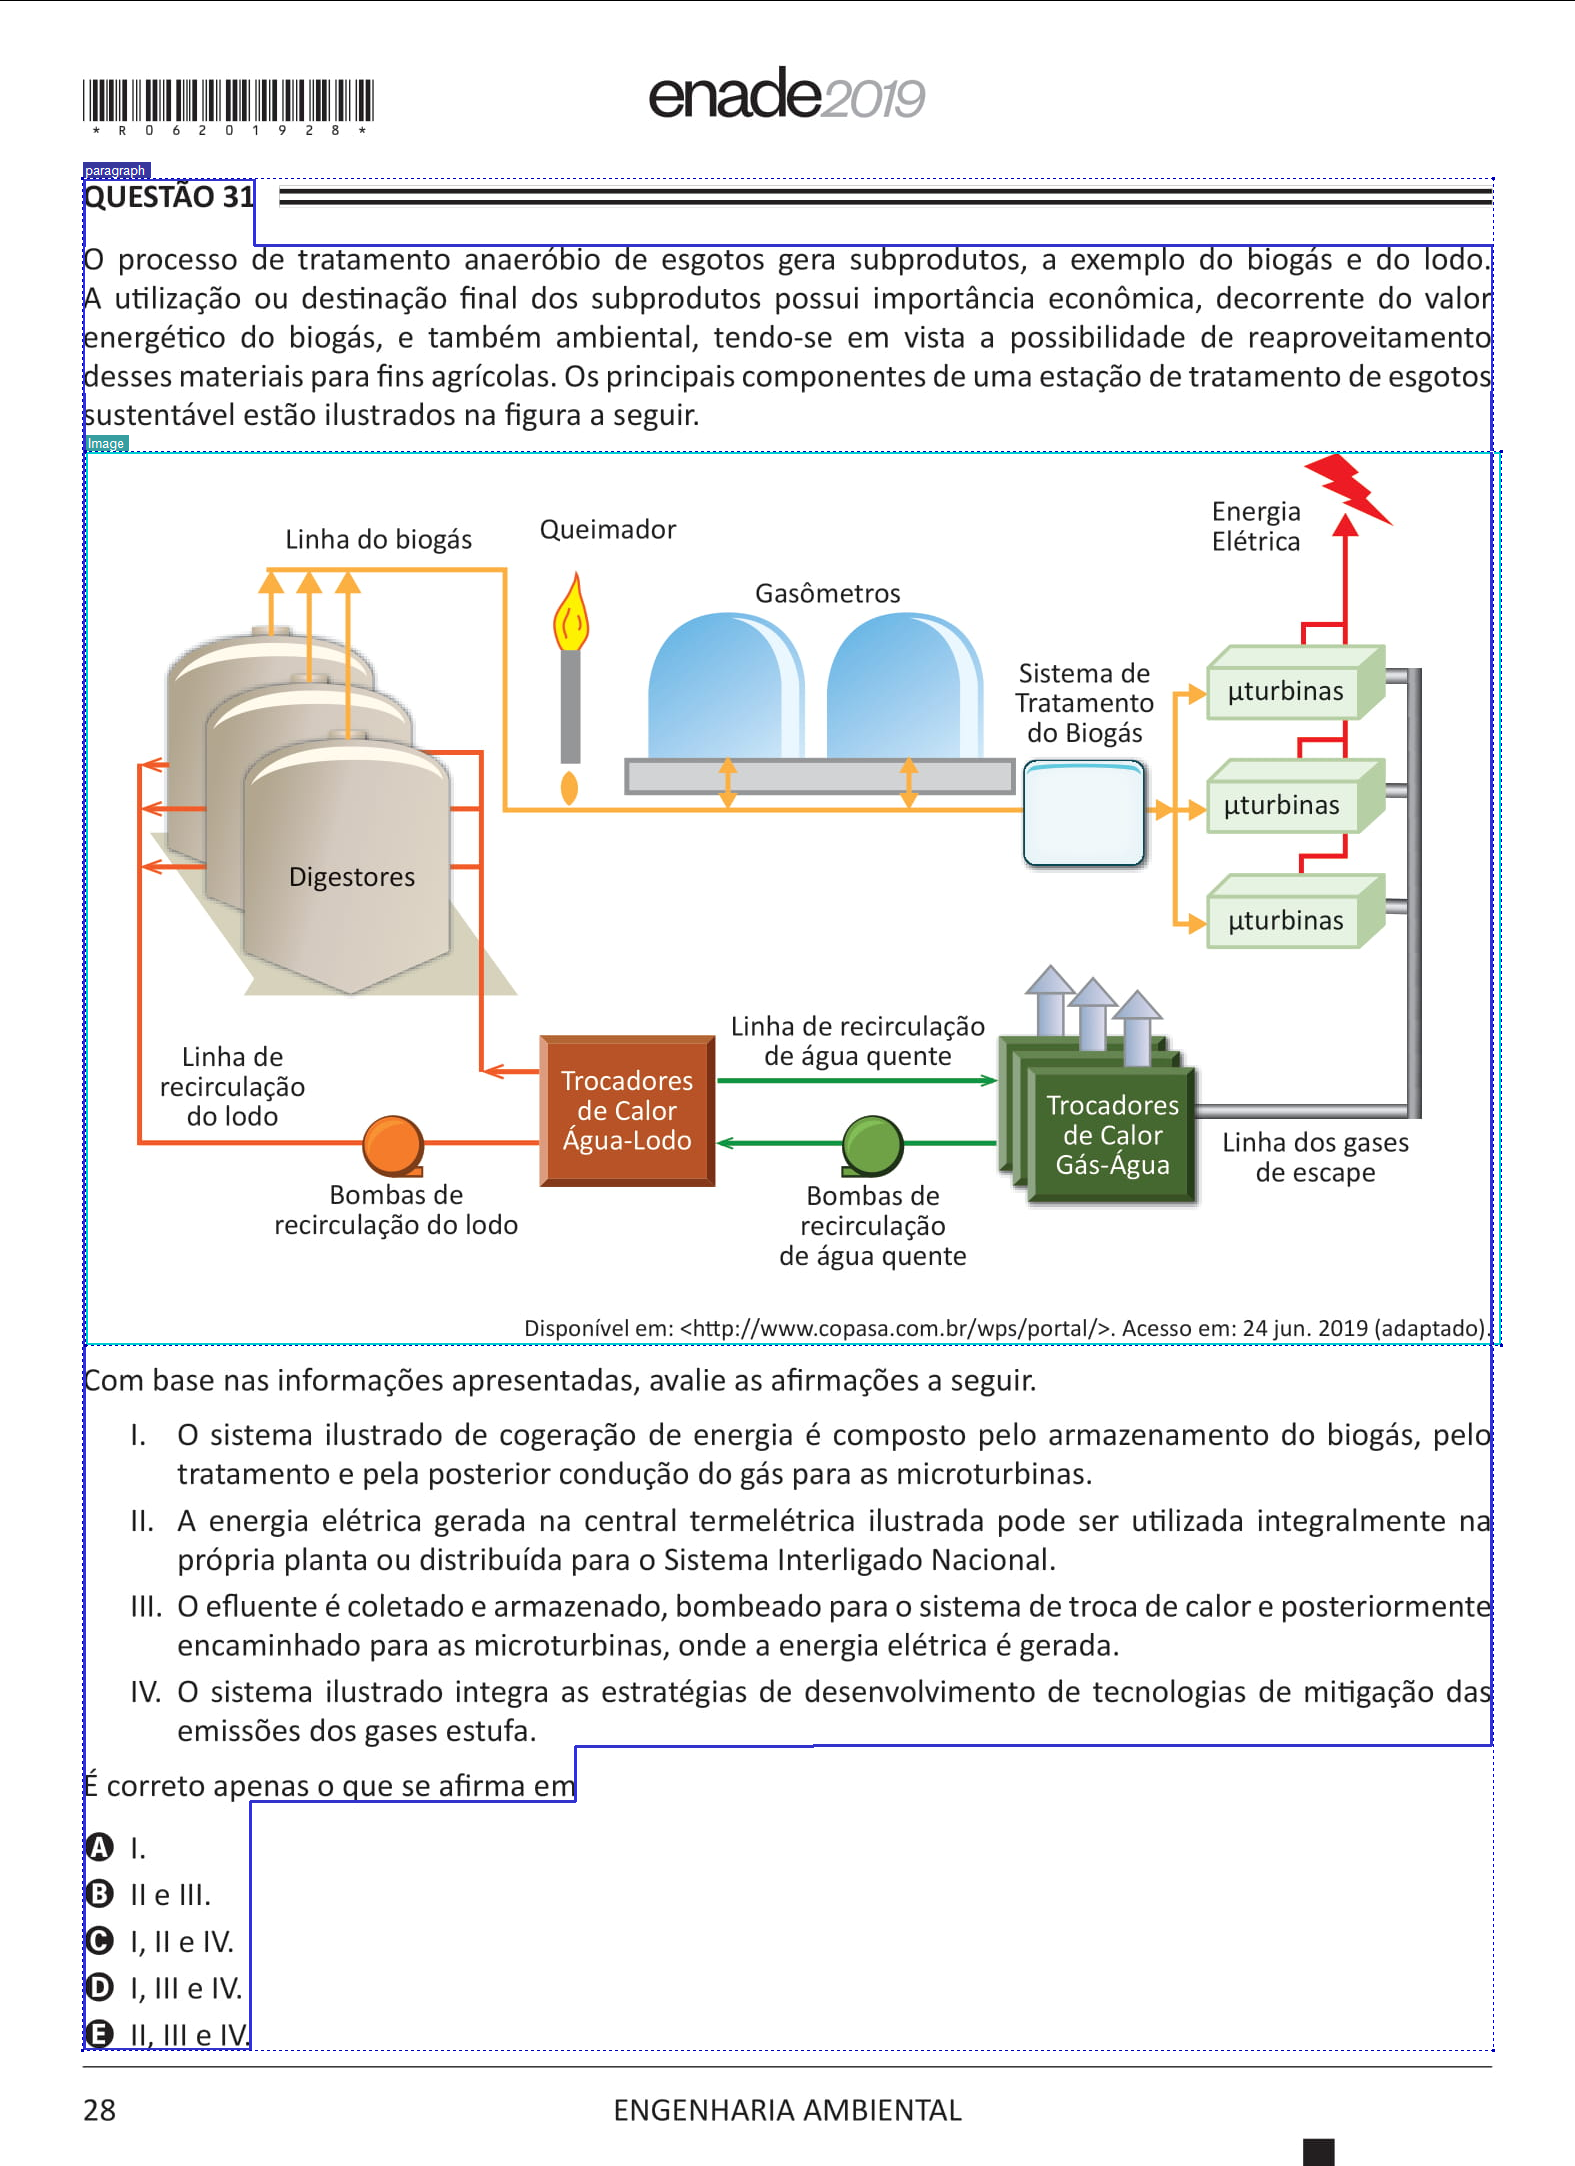 *R06201928*
enade2019
paragraph
QUESTÃO 31
O processo de tratamento anaeróbio de esgotos gera subprodutos, a exemplo do biogás e do lodo.
A utilização ou destinação final dos subprodutos possui importância econômica, decorrente do valor
energético do biogás, e também ambiental, tendo-se em vista a possibilidade de reaproveitamento
desses materiais para fins agrícolas. Os principais componentes de uma estação de tratamento de esgotos
sustentável estão ilustrados na figura a seguir.
Image
Linha do biogás
Queimador
Gasômetros
Energia
Elétrica
Sistema de
Tratamento
do Biogás
µturbinas
µturbinas
µturbinas
Digestores
Linha de
recirculação
do lodo
Bombas de
recirculação do lodo
Trocadores
de Calor
Água-Lodo
Linha de recirculação
de água quente
Bombas de
recirculação
de água quente
Trocadores
de Calor
Gás-Água
Linha dos gases
de escape
Disponível em: <http://www.copasa.com.br/wps/portal/>. Acesso em: 24 jun. 2019 (adaptado).
Com base nas informações apresentadas, avalie as afirmações a seguir.
I. O sistema ilustrado de cogeração de energia é composto pelo armazenamento do biogás, pelo
tratamento e pela posterior condução do gás para as microturbinas.
II. A energia elétrica gerada na central termelétrica ilustrada pode ser utilizada integralmente na
própria planta ou distribuída para o Sistema Interligado Nacional.
III. O efluente é coletado e armazenado, bombeado para o sistema de troca de calor e posteriormente
encaminhado para as microturbinas, onde a energia elétrica é gerada.
IV. O sistema ilustrado integra as estratégias de desenvolvimento de tecnologias de mitigação das
emissões dos gases estufa.
É correto apenas o que se afirma em
A I.
B II e III.
C I, II e IV.
D I, III e IV.
E II, III e IV.
28
ENGENHARIA AMBIENTAL